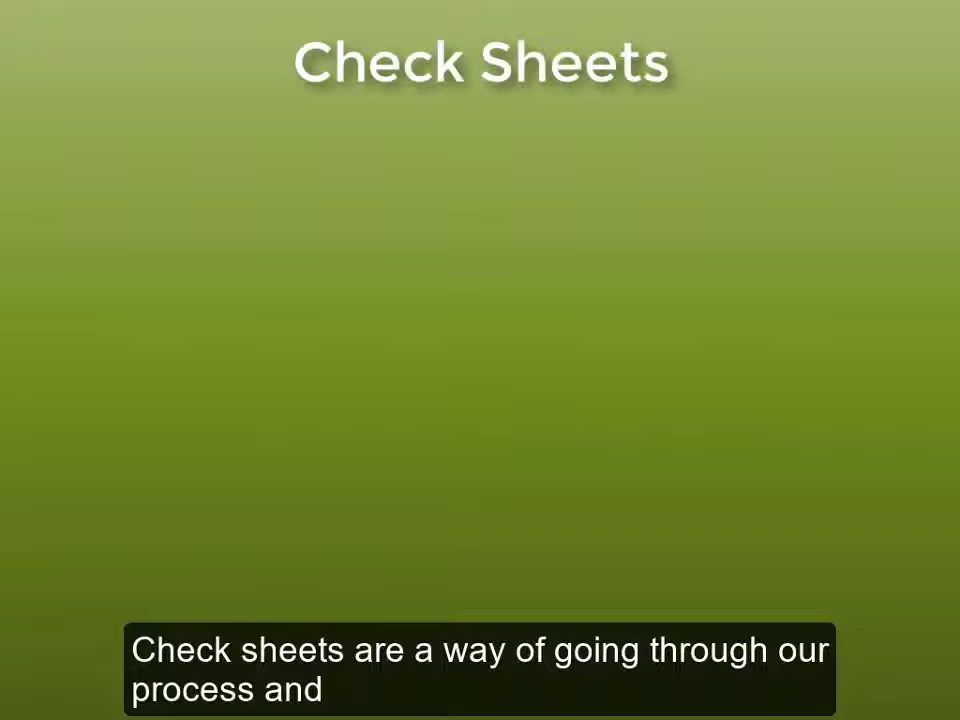 Check Sheets
Check sheets are a way of going through our
process and